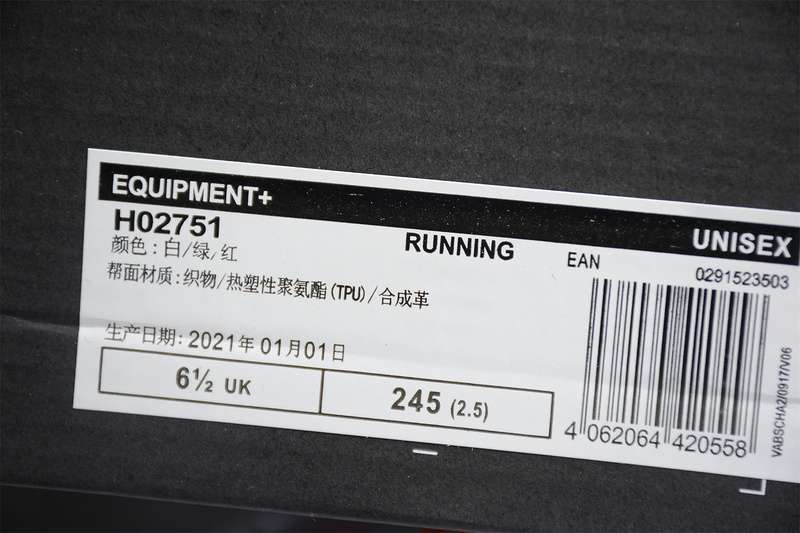 EQUIPMENT+
UNISEX
H02751
RUNNING
EAN
0291523503
颜色:白/绿/红
帮面材质:织物/热塑性聚氨酯(TPU)/合成革
生产日期:2021年01月01日
6½ UK
245 (2.5)
4 062064 420558
VABSCHA2/0917/V06